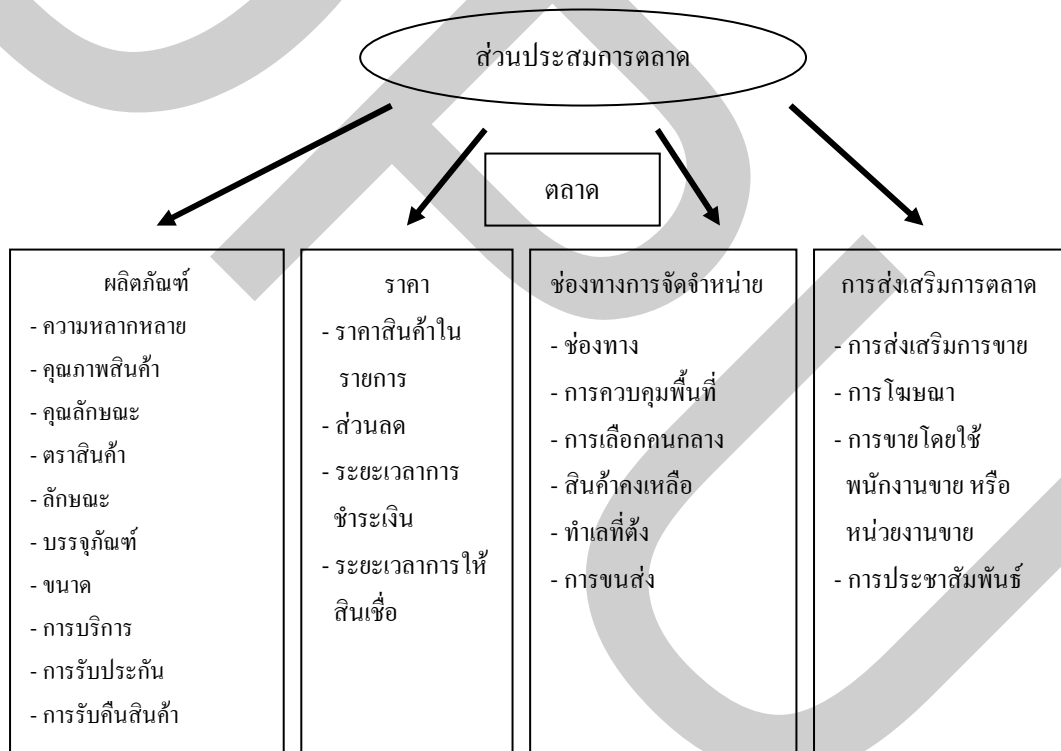 ส่วนประสมการตลาด
ตลาด
ผลิตภัณฑ์
- ความหลากหลาย
- คุณภาพสินค้า
- คุณลักษณะ
- ตราสินค้า
- ลักษณะ
- บรรจุภัณฑ์
- ขนาด
- การบริการ
- การรับประกัน
- การรับคืนสินค้า
ราคา
- ราคาสินค้าใน
รายการ
- ส่วนลด
- ระยะเวลาการ
ชำระเงิน
- ระยะเวลาการให้
สินเชื่อ
ช่องทางการจัดจำหน่าย
- ช่องทาง
- การควบคุมพื้นที่
- การเลือกคนกลาง
- สินค้าคงเหลือ
- ทำเลที่ต้ง
- การขนส่ง
การส่งเสริมการตลาด
- การส่งเสริมการขาย
- การโฆษณา
- การขายโดยใช้
พนักงานขาย หรือ
หน่วยงานขาย
- การประชาสัมพันธ์